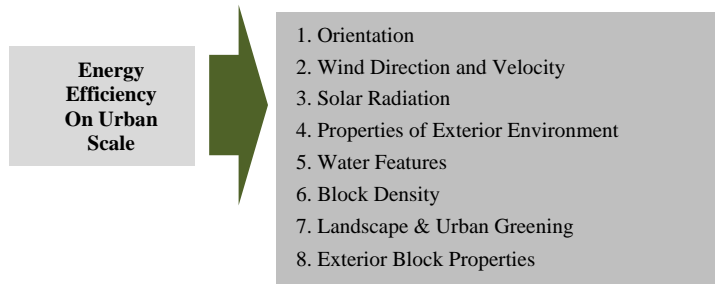 Energy
Efficiency
On Urban
Scale
1. Orientation
2. Wind Direction and Velocity
3. Solar Radiation
4. Properties of Exterior Environment
5. Water Features
6. Block Density
7. Landscape & Urban Greening
8. Exterior Block Properties